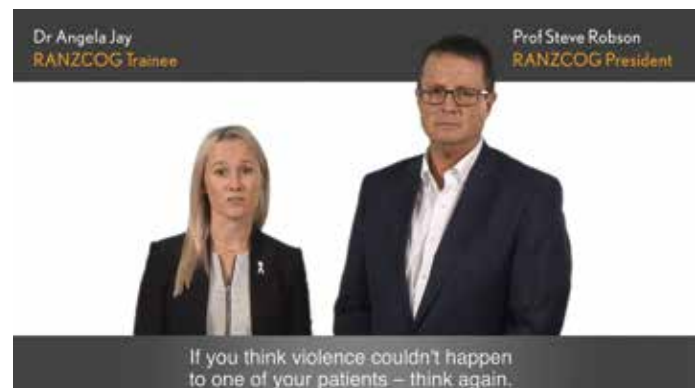 Dr Angela Jay
RANZCOG Trainee
Prof Steve Robson
RANZCOG President
If you think violence couldn't happen
to one of your patients – think again.